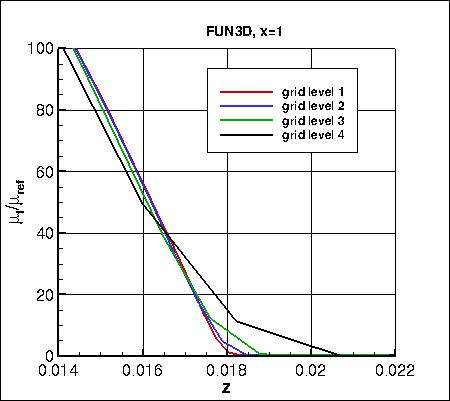 FUN3D, x=1
100
80
60
40
20
0
μt/μref
grid level 1
grid level 2
grid level 3
grid level 4
0.014
0.016
0.018
0.02
0.022
z